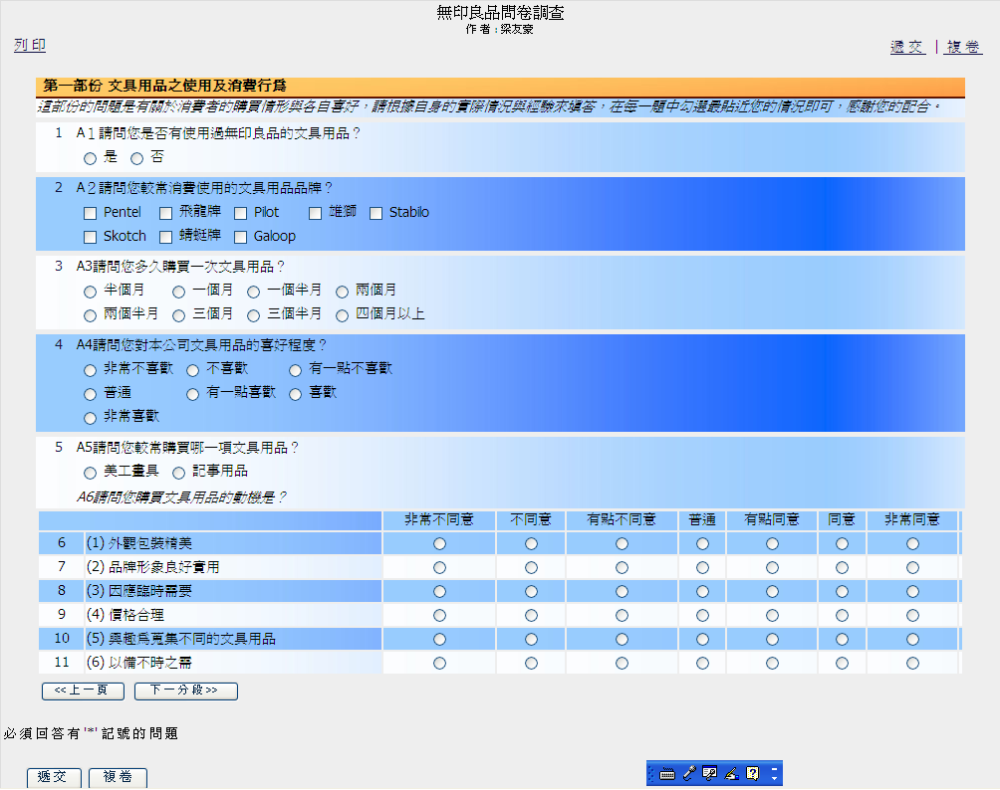 無印良品問卷調查
作者:梁友豪
列印
遞交 | 複卷
第一部份 文具用品之使用及消費行為
這部份的問題是有關於消費者的購買情形與各自喜好，請根據自身的實際情況與經驗來填答，在每一題中勾選最貼近您的情況即可，感謝您的配合。
1 A１請問您是否有使用過無印良品的文具用品？
是 否
2 A２請問您較常消費使用的文具用品品牌？
Pentel 飛龍牌 Pilot 雄獅 Stabilo
Skotch 蜻蜓牌 Galoop
3 A3請問您多久購買一次文具用品？
半個月 一個月 一個半月 兩個月
兩個半月 三個月 三個半月 四個月以上
4 A4請問您對本公司文具用品的喜好程度？
非常不喜歡 不喜歡 有一點不喜歡
普通 有一點喜歡 喜歡
非常喜歡
5 A5請問您較常購買哪一項文具用品？
美工畫具 記事用品
A6請問您購買文具用品的動機是？
非常不同意 不同意 有點不同意 普通 有點同意 同意 非常同意
6 (1) 外觀包裝精美
7 (2) 品牌形象良好實用
8 (3) 因應臨時需要
9 (4) 價格合理
10 (5) 興趣為蒐集不同的文具用品
11 (6) 以備不時之需
<<上一頁 下一分段>>
必須回答有'*'記號的問題
遞交 複卷